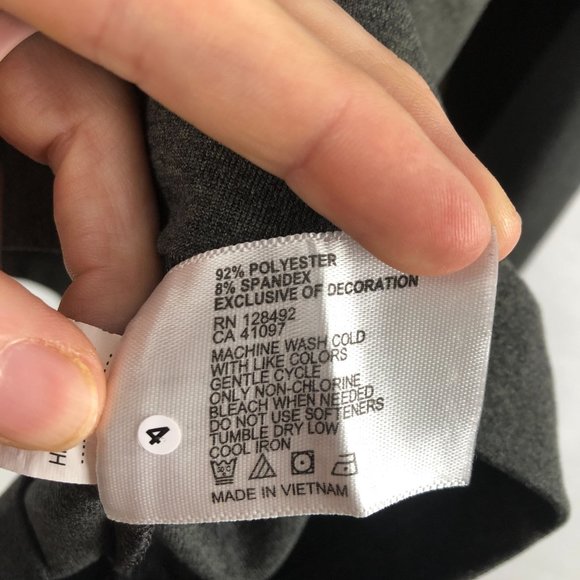 92% POLYESTER
8% SPANDEX
EXCLUSIVE OF DECORATION
RN 128492
CA 41097
MACHINE WASH COLD
WITH LIKE COLORS
GENTLE CYCLE
ONLY NON-CHLORINE
BLEACH WHEN NEEDED
DO NOT USE SOFTENERS
TUMBLE DRY LOW
COOL IRON
MADE IN VIETNAM
4